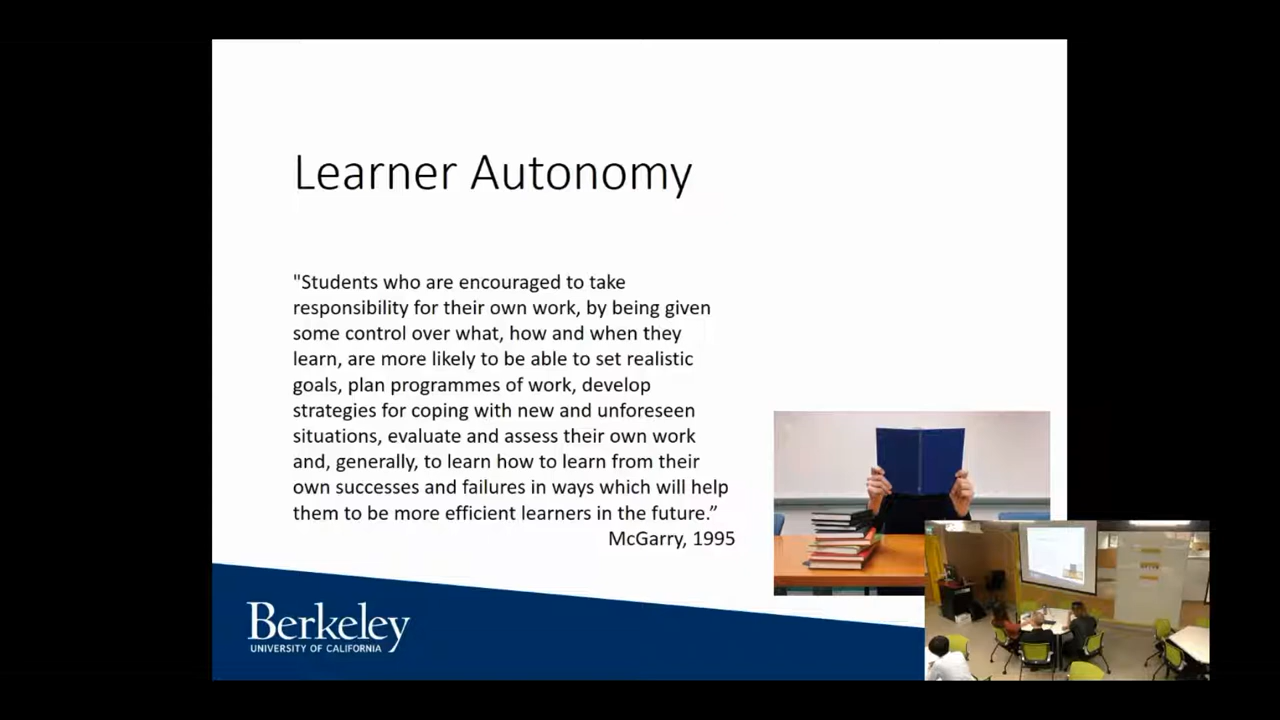 Learner Autonomy
"Students who are encouraged to take
responsibility for their own work, by being given
some control over what, how and when they
learn, are more likely to be able to set realistic
goals, plan programmes of work, develop
strategies for coping with new and unforeseen
situations, evaluate and assess their own work
and, generally, to learn how to learn from their
own successes and failures in ways which will help
them to be more efficient learners in the future.”
McGarry, 1995
Berkeley
UNIVERSITY OF CALIFORNIA